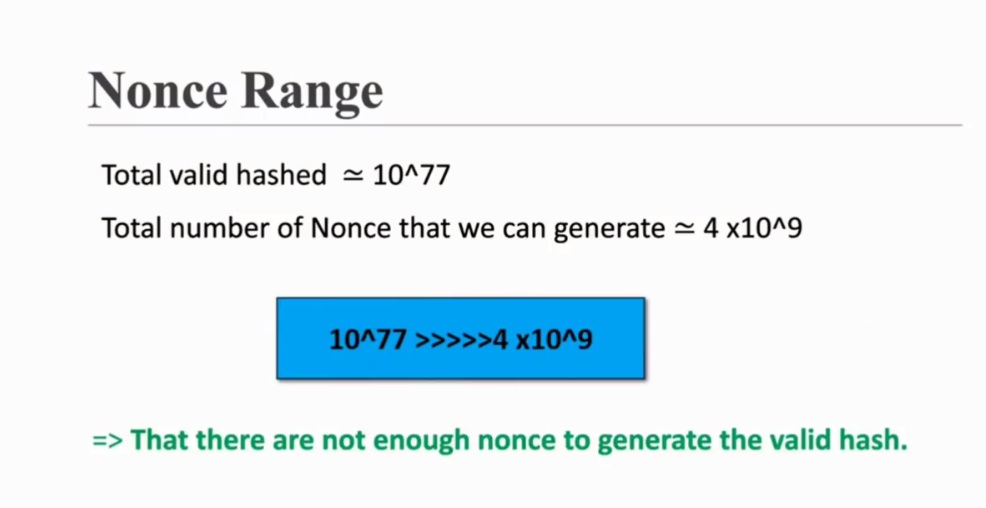 Nonce Range
Total valid hashed ≃ 10^77
Total number of Nonce that we can generate ≃ 4 x10^9
10^77 >>>>>4 x10^9
=> That there are not enough nonce to generate the valid hash.